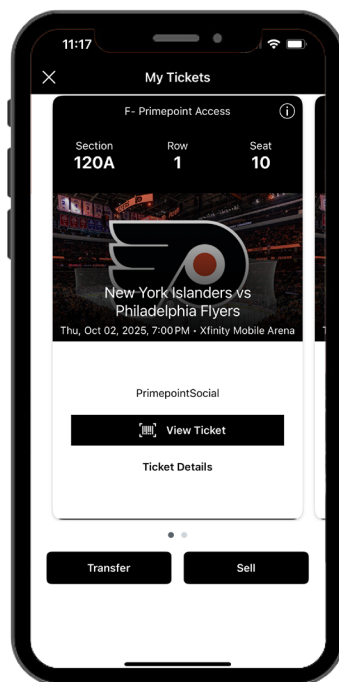 11:17
My Tickets
F- Primepoint Access
Section Row Seat
120A 1 10
New York Islanders vs
Philadelphia Flyers
Thu, Oct 02, 2025, 7:00 PM • Xfinity Mobile Arena
PrimepointSocial
View Ticket
Ticket Details
Transfer Sell